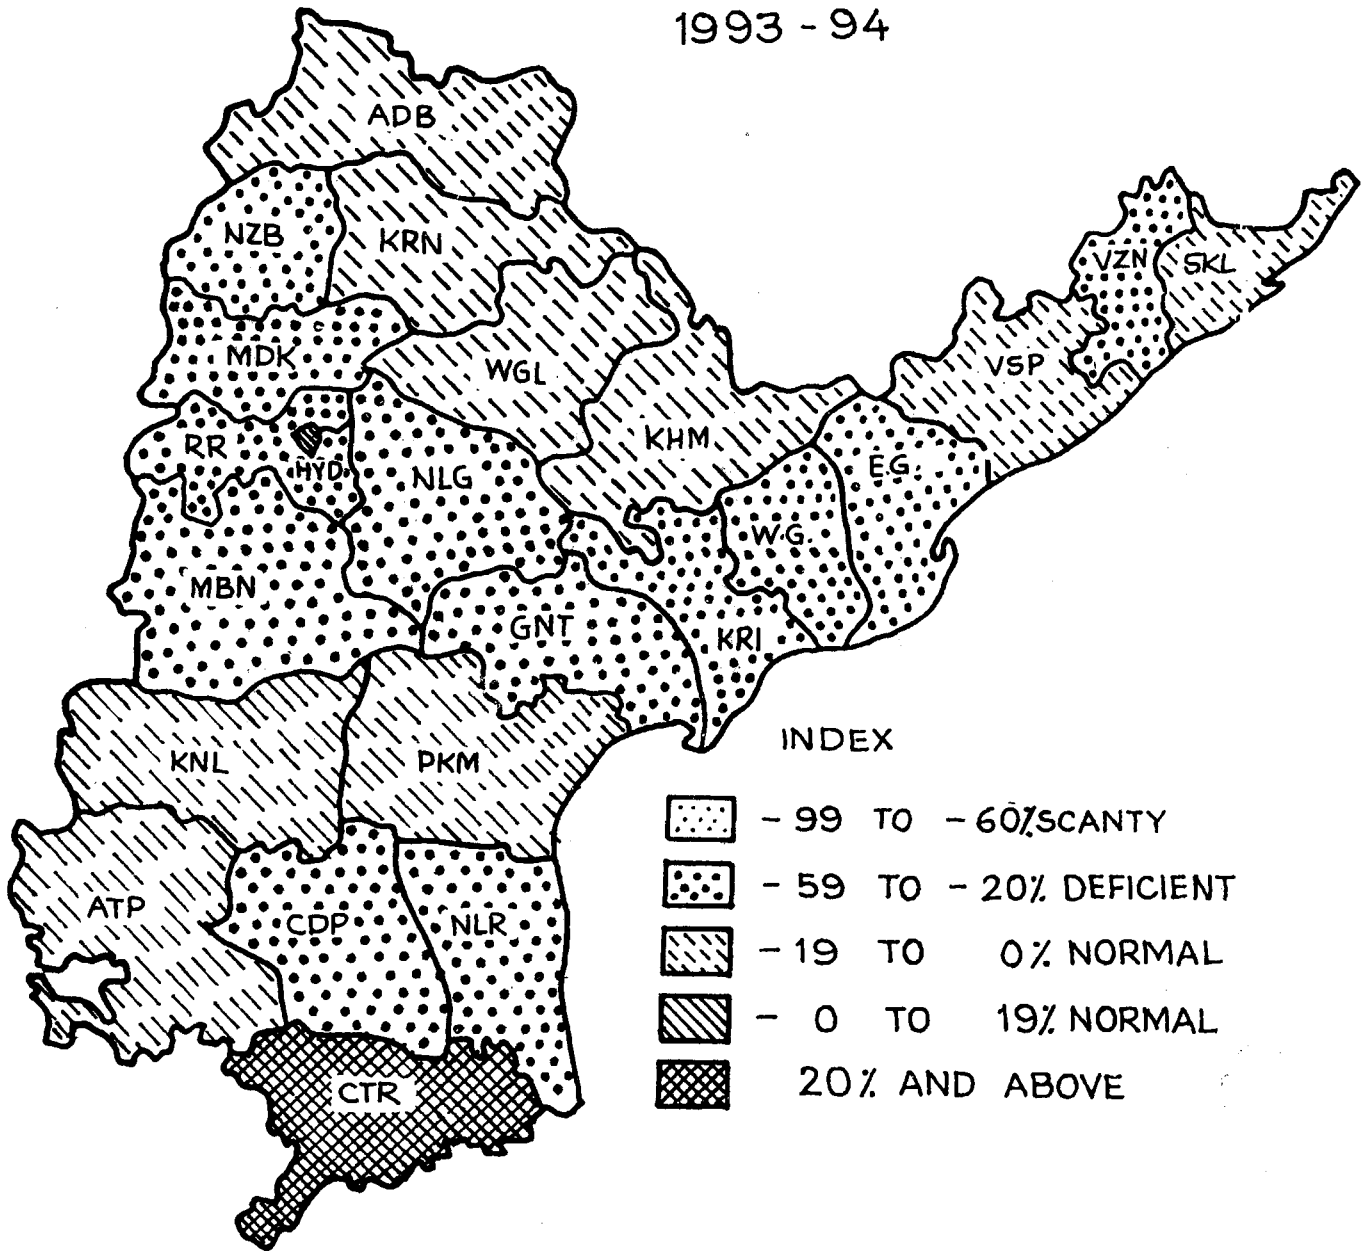 1993 - 94
ADB
NZB
KRN
VZN
SKL
MDK
WGL
VSP
RR
HYD
NLG
KHM
E.G.
W.G.
MBN
GNT
KRI
KNL
PKM
ATP
CDP
NLR
CTR
INDEX
- 99 TO - 60% SCANTY
- 59 TO - 20% DEFICIENT
- 19 TO 0% NORMAL
- 0 TO 19% NORMAL
20% AND ABOVE